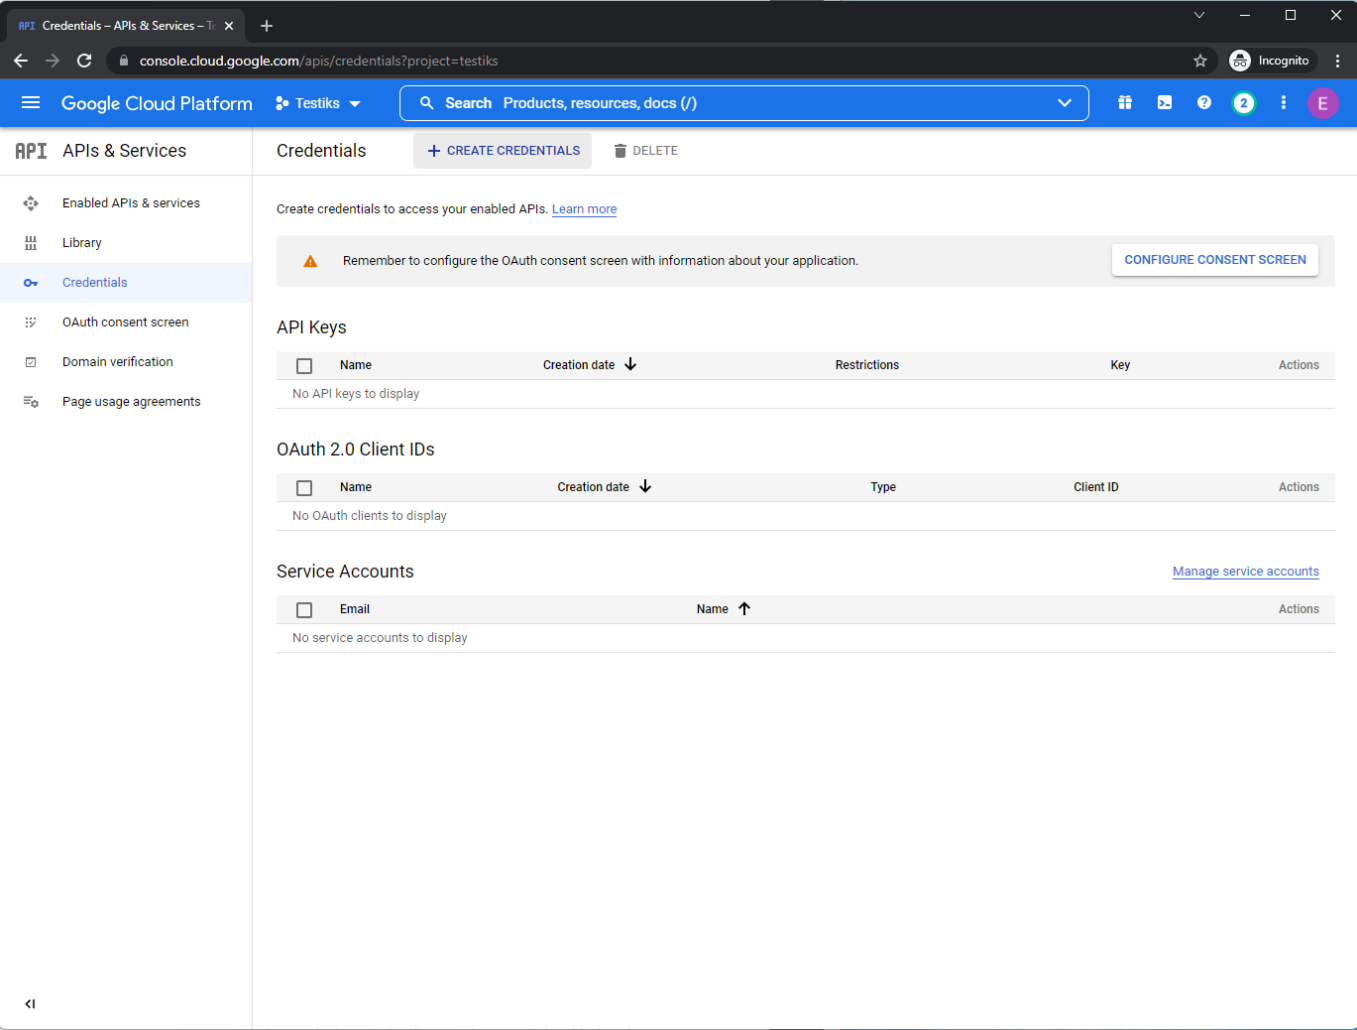 API Credentials – APIs & Services –
console.cloud.google.com/apis/credentials?project=testiks
Incognito
Google Cloud Platform Testiks Search Products, resources, docs (/) 2 E
API APIs & Services
Credentials + CREATE CREDENTIALS DELETE
Enabled APIs & services
Library
Credentials
OAuth consent screen
Domain verification
Page usage agreements
Create credentials to access your enabled APIs. Learn more
Remember to configure the OAuth consent screen with information about your application. CONFIGURE CONSENT SCREEN
API Keys
Name Creation date Restrictions Key Actions
No API keys to display
OAuth 2.0 Client IDs
Name Creation date Type Client ID Actions
No OAuth clients to display
Service Accounts Manage service accounts
Email Name Actions
No service accounts to display